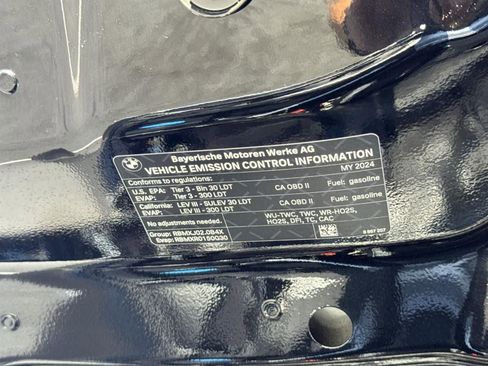 BMW
Bayerische Motoren Werke AG
VEHICLE EMISSION CONTROL INFORMATION
Conforms to regulations: MY 2024
U.S. EPA: Tier 3 - Bin 30 LDT CA OBD II Fuel: gasoline
EVAP: Tier 3 - 300 LDT
California: LEV III - SULEV 30 LDT CA OBD II Fuel: gasoline
EVAP: LEV III - 200 LDT
No adjustments needed. WU-TWC, TWC, WR-HO2S,
HO2S, DFI, TC, CAC
Group: RBMXJ02.0B4X
Evap: RBMXR0150G30